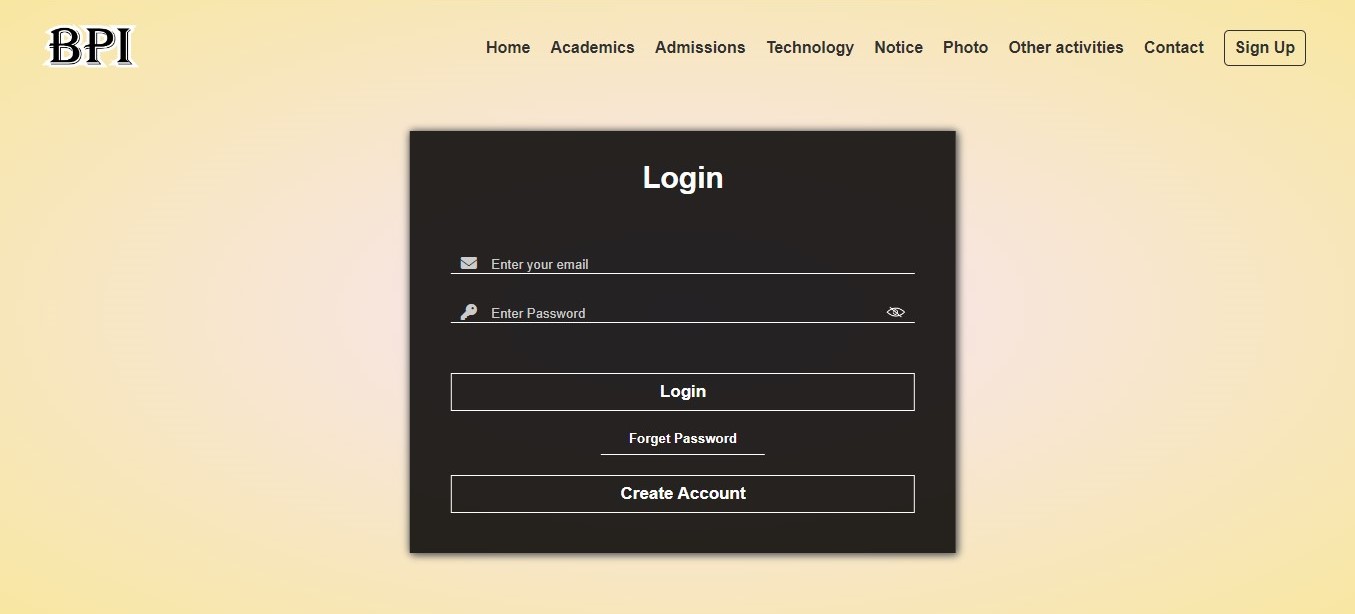 BPI Home Academics Admissions Technology Notice Photo Other activities Contact Sign Up
Login
Enter your email
Enter Password
Login
Forget Password
Create Account